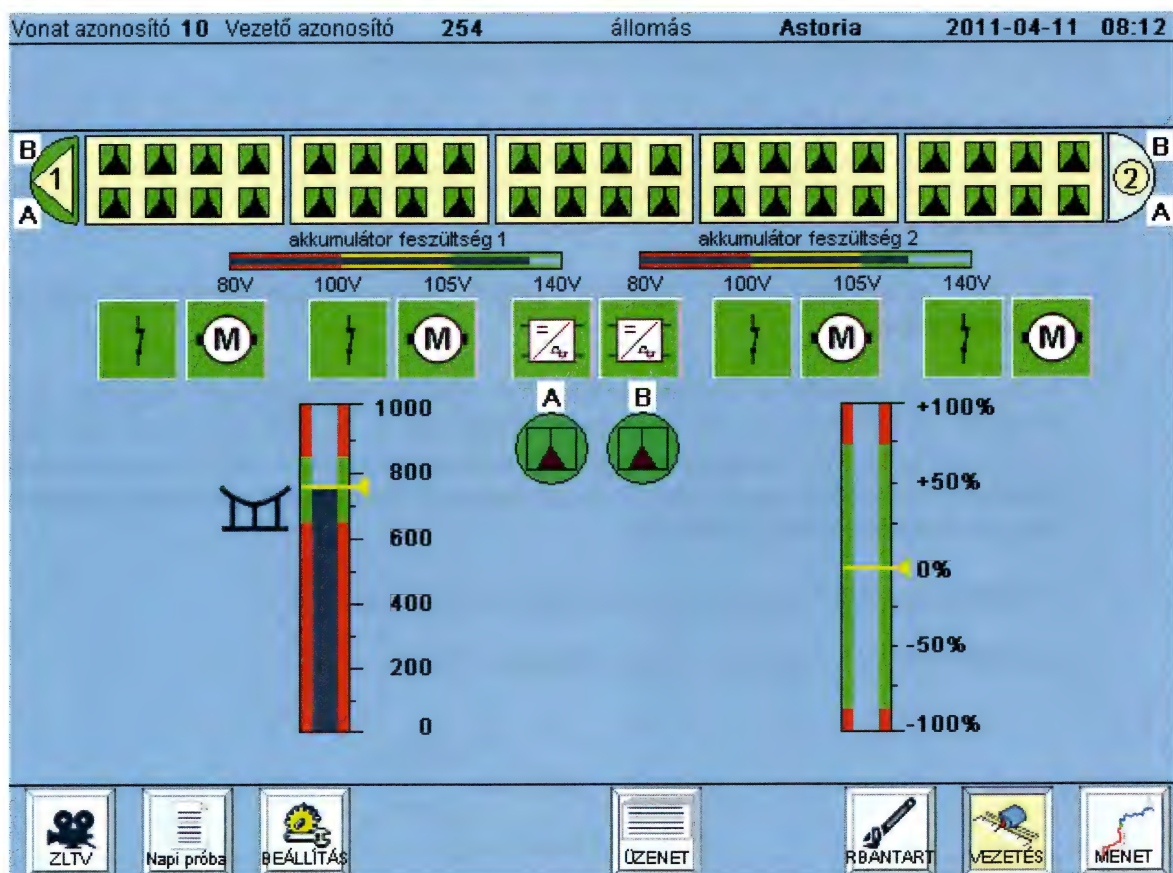 Vonat azonosító 10 Vezető azonosító 254 állomás Astoria 2011-04-11 08:12
B B
1 2
A A
akkumulátor feszültség 1 akkumulátor feszültség 2
80V 100V 105V 140V 80V 100V 105V 140V
M M = = M M
A B
1000 +100%
800 +50%
600 0%
400 -50%
200 -100%
0
ZLTV Napi próba BEÁLLÍTÁS ÜZENET RBANTART VEZETÉS MENET